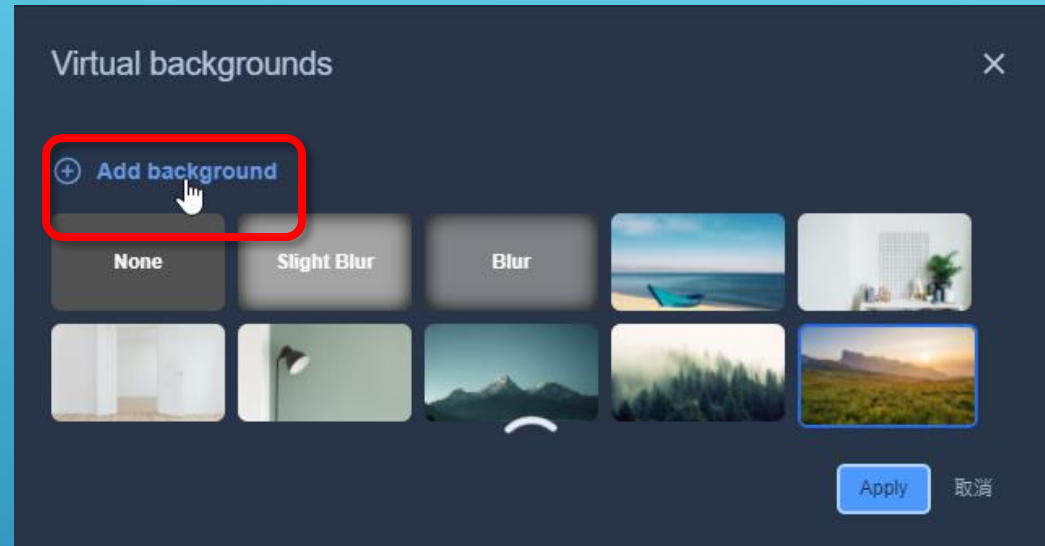 Virtual backgrounds
Add background
None
Slight Blur
Blur
Apply
取消